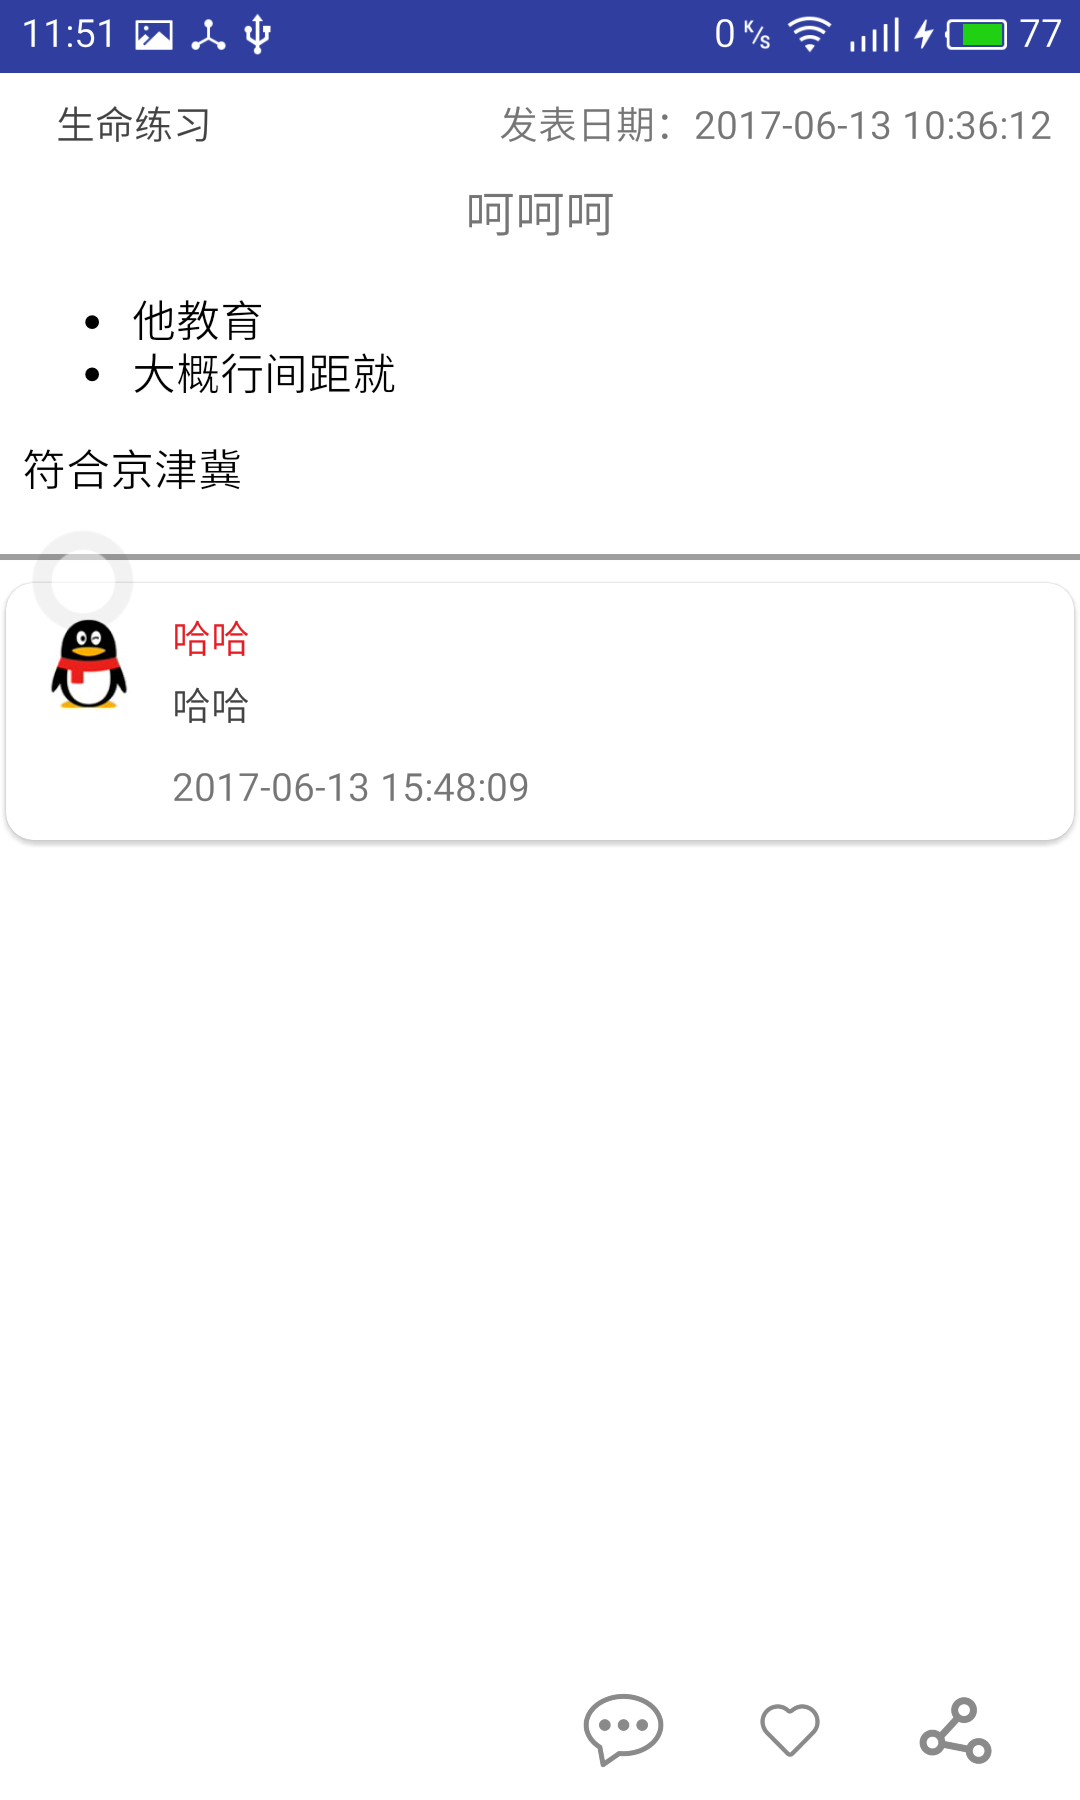 11:51 0 K/S 77
生命练习 发表日期：2017-06-13 10:36:12
呵呵呵
• 他教育
• 大概行间距就
符合京津冀
哈哈
哈哈
2017-06-13 15:48:09